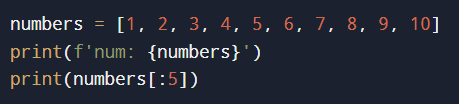 numbers = [1, 2, 3, 4, 5, 6, 7, 8, 9, 10]
print(f'num: {numbers}')
print(numbers[:5])